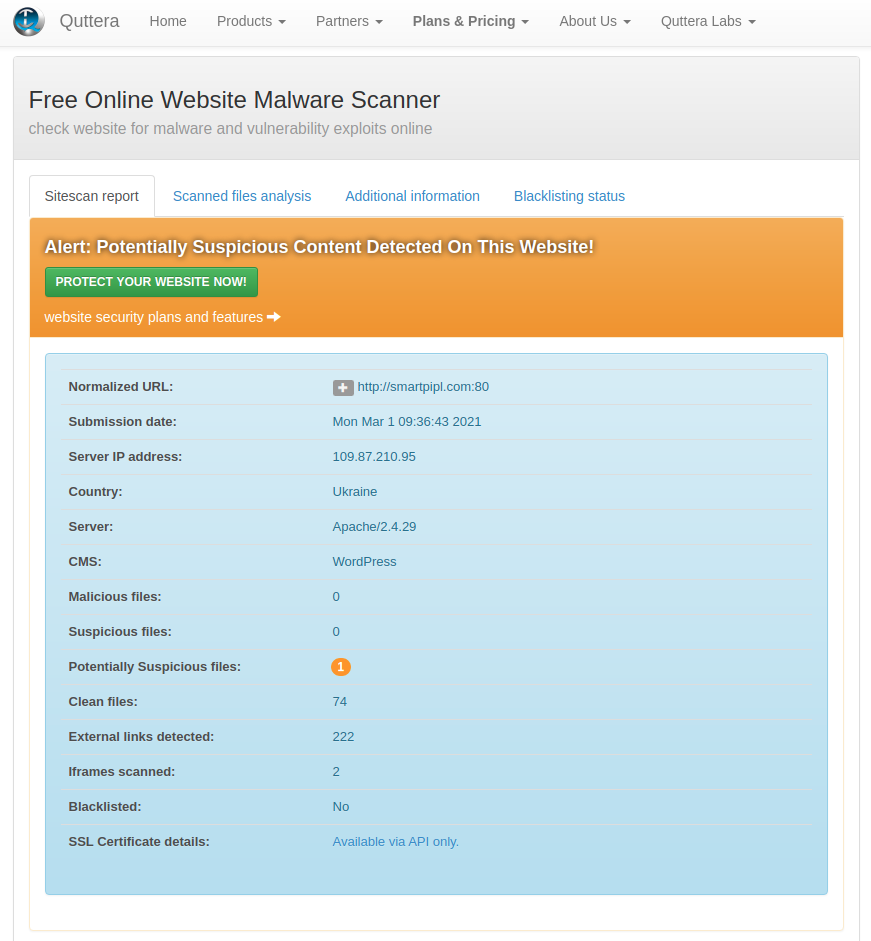 Quttera Home Products Partners Plans & Pricing About Us Quttera Labs
Free Online Website Malware Scanner
check website for malware and vulnerability exploits online
Sitescan report Scanned files analysis Additional information Blacklisting status
Alert: Potentially Suspicious Content Detected On This Website!
PROTECT YOUR WEBSITE NOW!
website security plans and features
Normalized URL: http://smartpipl.com:80
Submission date: Mon Mar 1 09:36:43 2021
Server IP address: 109.87.210.95
Country: Ukraine
Server: Apache/2.4.29
CMS: WordPress
Malicious files: 0
Suspicious files: 0
Potentially Suspicious files: 1
Clean files: 74
External links detected: 222
Iframes scanned: 2
Blacklisted: No
SSL Certificate details: Available via API only.